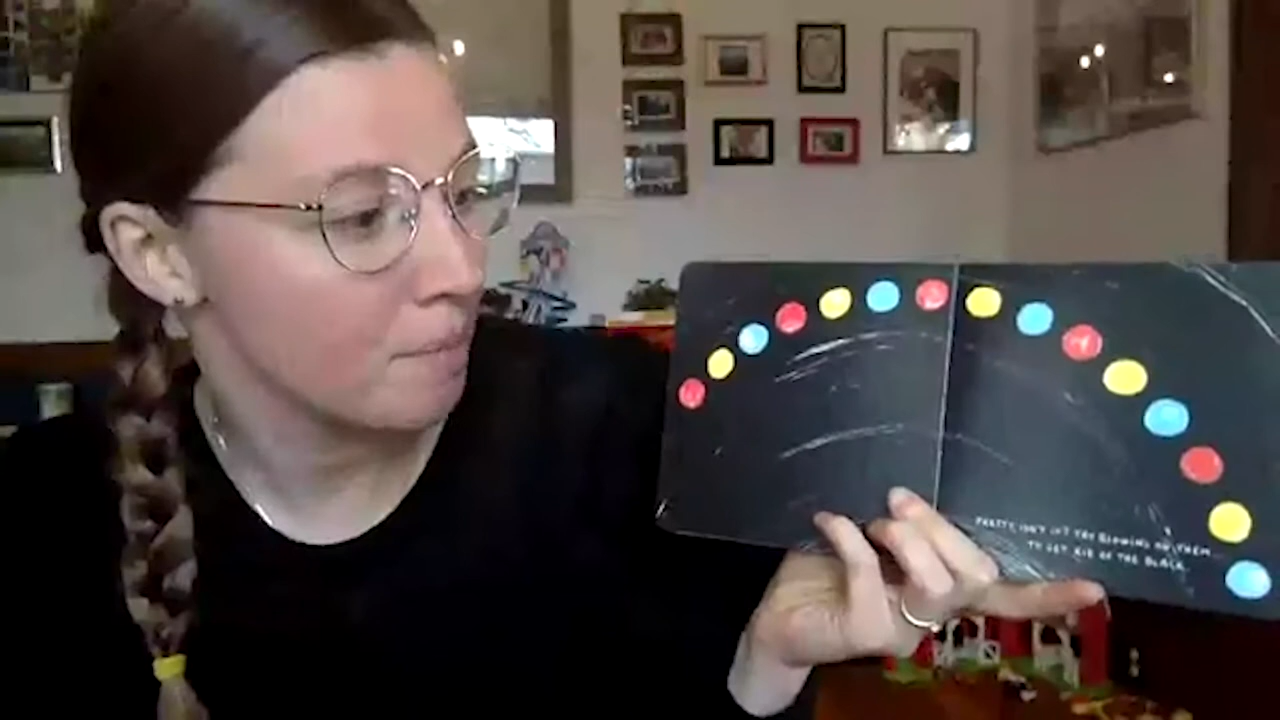 PRETTY, ISN'T IT? TRY BLOWING ON THEM
TO GET RID OF THE BLACK.